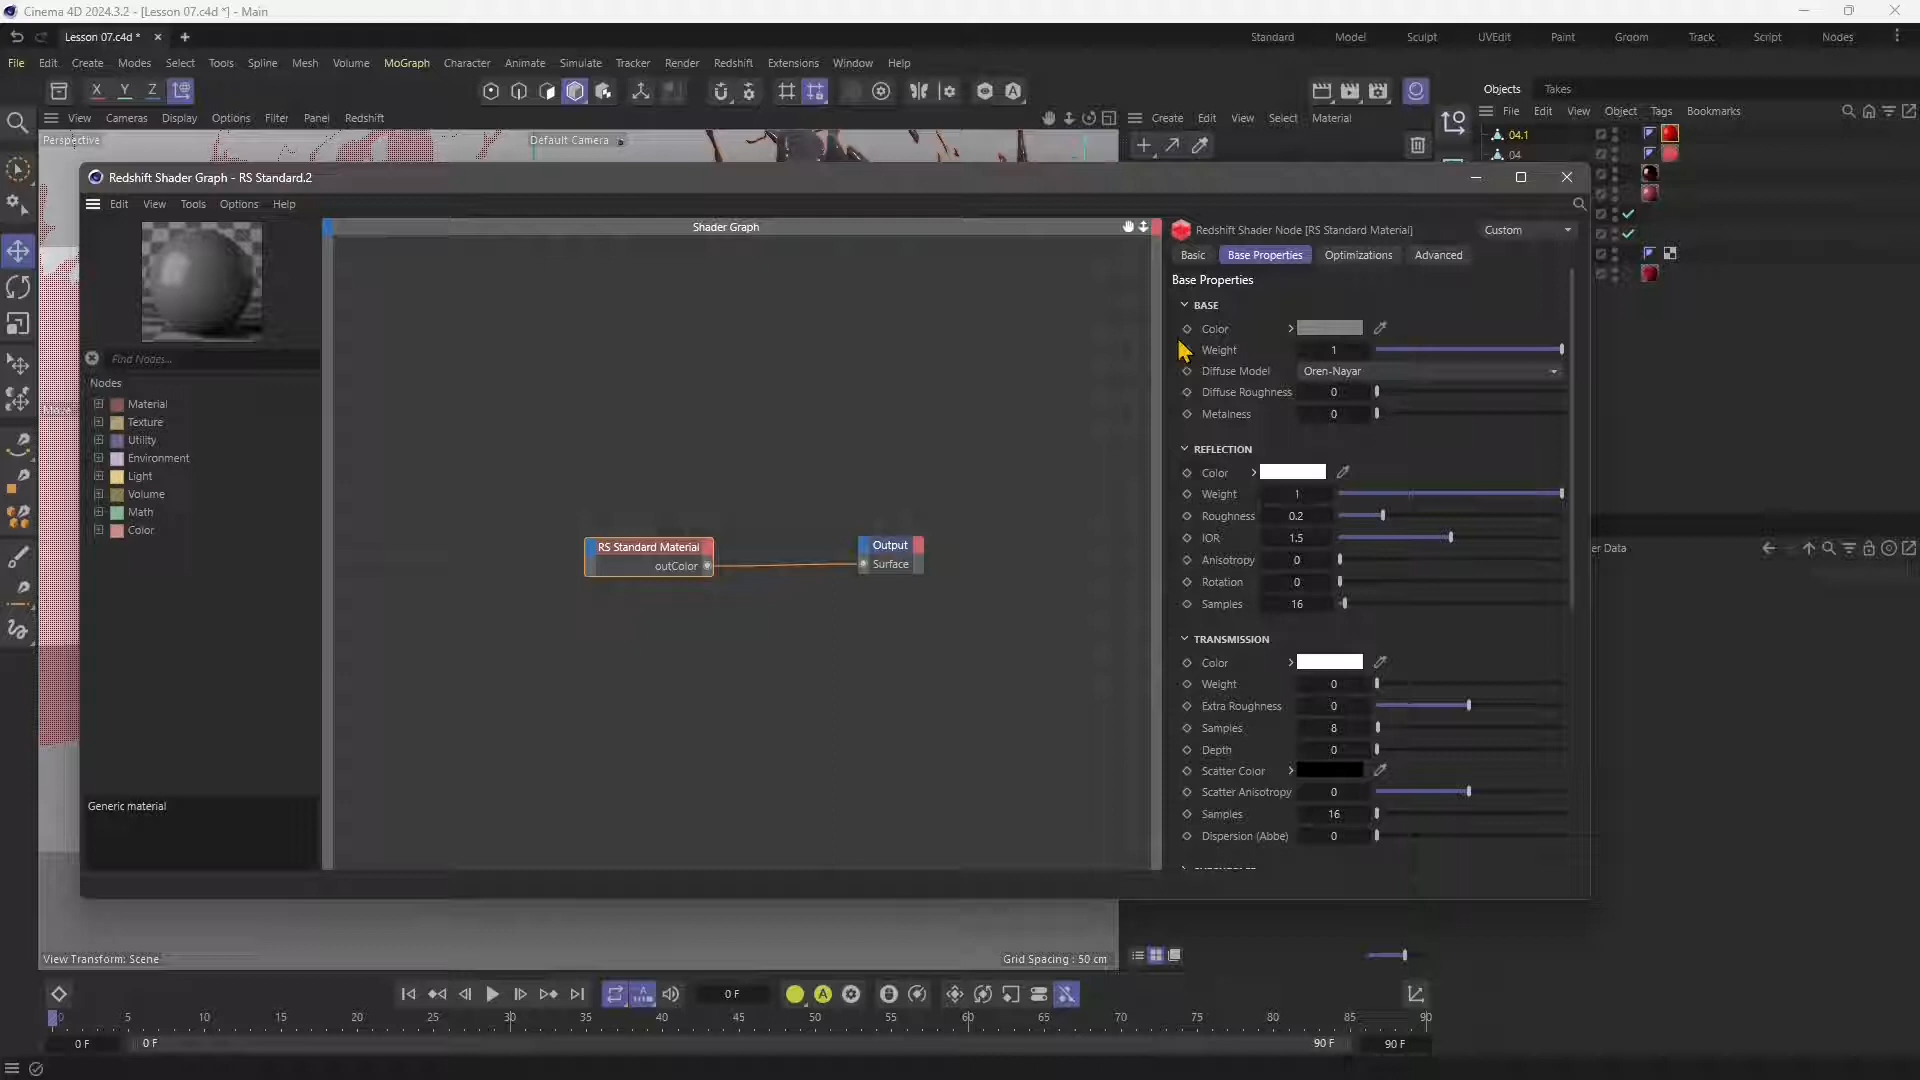 Cinema 4D 2024.3.2 - [Lesson 07.c4d *] - Main
Lesson 07.c4d *
Standard Model Sculpt UVEdit Paint Groom Track Script Nodes
File Edit Create Modes Select Tools Spline Mesh Volume MoGraph Character Animate Simulate Tracker Render Redshift Extensions Window Help
X Y Z
Objects Takes
File Edit View Object Tags Bookmarks
View Cameras Display Options Filter Panel Redshift
Create Edit View Select Material
Perspective
Default Camera
04.1
04
Redshift Shader Graph - RS Standard.2
Edit View Tools Options Help
Shader Graph
Redshift Shader Node [RS Standard Material]
Custom
Basic Base Properties Optimizations Advanced
Base Properties
BASE
Color
Weight 1
Diffuse Model Oren-Nayar
Diffuse Roughness 0
Metalness 0
REFLECTION
Color
Weight 1
Roughness 0.2
IOR 1.5
Anisotropy 0
Rotation 0
Samples 16
TRANSMISSION
Color
Weight 0
Extra Roughness 0
Samples 8
Depth 0
Scatter Color
Scatter Anisotropy 0
Samples 16
Dispersion (Abbe) 0
Find Nodes...
Nodes
Material
Texture
Utility
Environment
Light
Volume
Math
Color
Generic material
RS Standard Material
outColor
Output
Surface
er Data
View Transform: Scene
Grid Spacing : 50 cm
0 F
0 5 10 15 20 25 30 35 40 45 50 55 60 65 70 75 80 85 90
0 F 0 F 90 F 90 F